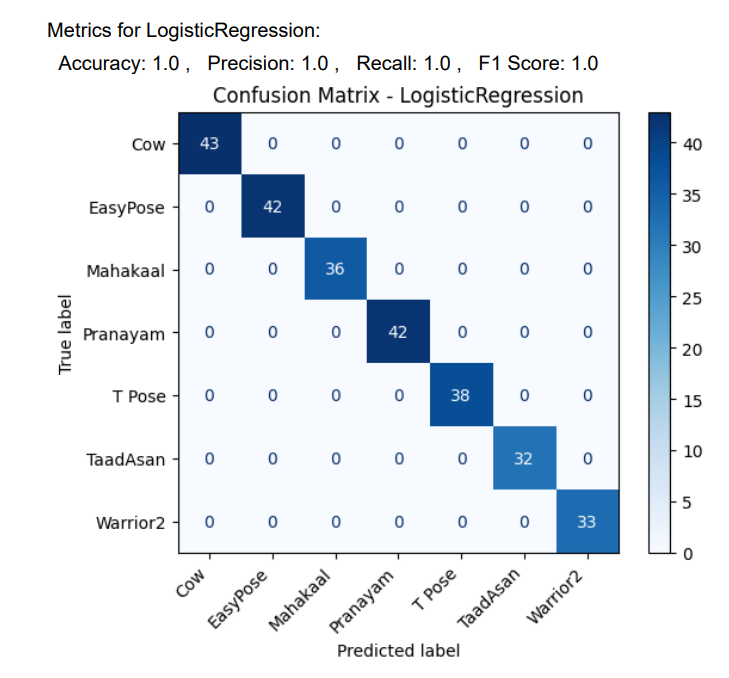 Metrics for LogisticRegression:
Accuracy: 1.0 , Precision: 1.0 , Recall: 1.0 , F1 Score: 1.0
Confusion Matrix - LogisticRegression
Cow 43 0 0 0 0 0 0
EasyPose 0 42 0 0 0 0 0
Mahakaal 0 0 36 0 0 0 0
Pranayam 0 0 0 42 0 0 0
T Pose 0 0 0 0 38 0 0
TaadAsan 0 0 0 0 0 32 0
Warrior2 0 0 0 0 0 0 33
True label
Cow EasyPose Mahakaal Pranayam T Pose TaadAsan Warrior2
Predicted label
40
35
30
25
20
15
10
5
0